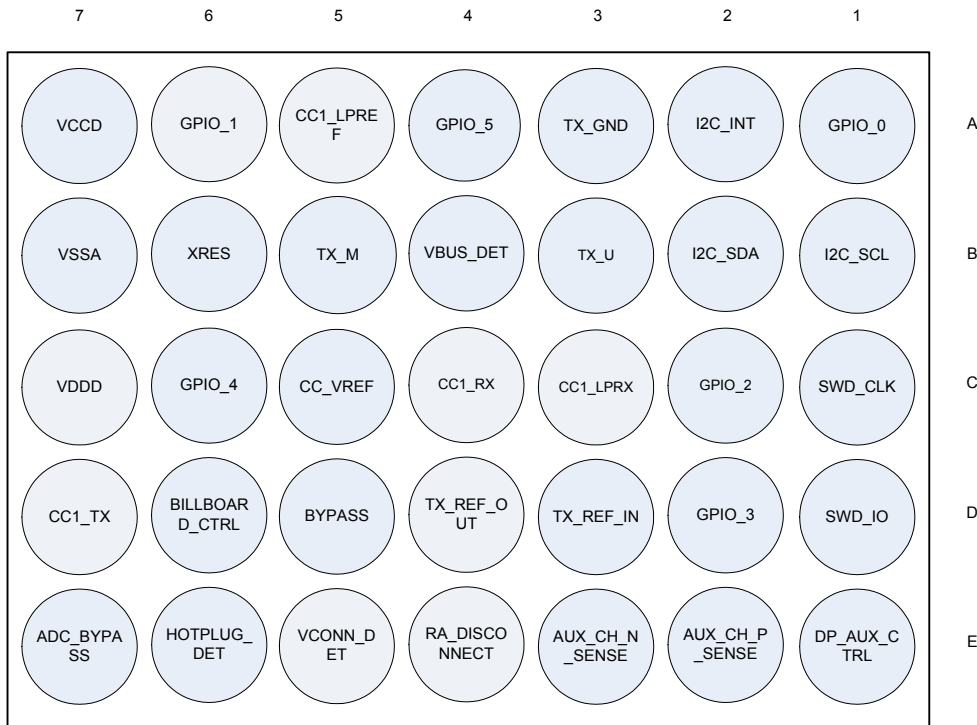 7 6 5 4 3 2 1
VCCD GPIO_1 CC1_LPRE
F GPIO_5 TX_GND I2C_INT GPIO_0 A
VSSA XRES TX_M VBUS_DET TX_U I2C_SDA I2C_SCL B
VDDD GPIO_4 CC_VREF CC1_RX CC1_LPRX GPIO_2 SWD_CLK C
CC1_TX BILLBOAR
D_CTRL BYPASS TX_REF_O
UT TX_REF_IN GPIO_3 SWD_IO D
ADC_BYPA
SS HOTPLUG_
DET VCONN_D
ET RA_DISCO
NNECT AUX_CH_N
_SENSE AUX_CH_P
_SENSE DP_AUX_C
TRL E